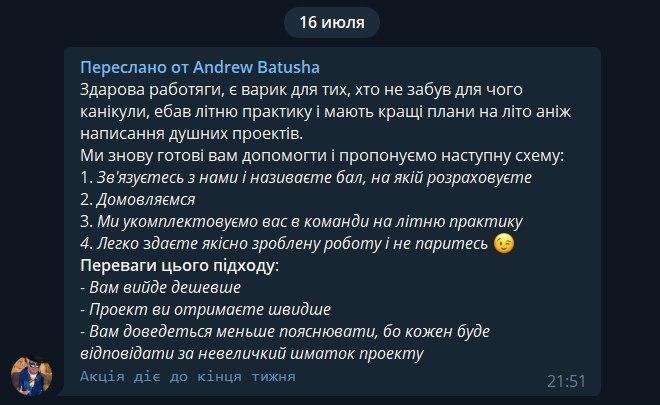 16 июля
Переслано от Andrew Batusha
Здарова работяги, є варик для тих, хто не забув для чого
канікули, ебав літню практику і мають кращі плани на літо аніж
написання душних проектів.
Ми знову готові вам допомогти і пропонуємо наступну схему:
1. Зв'язуєтесь з нами і називаєте бал, на якій розраховуєте
2. Домовляємся
3. Ми укомплектовуємо вас в команди на літню практику
4. Легко здаєте якісно зроблену роботу і не паритесь 😉
Переваги цього підходу:
- Вам вийде дешевше
- Проект ви отримаєте швидше
- Вам доведеться меньше пояснювати, бо кожен буде
відповідати за невеличкий шматок проекту
Акція діє до кінця тижня
21:51